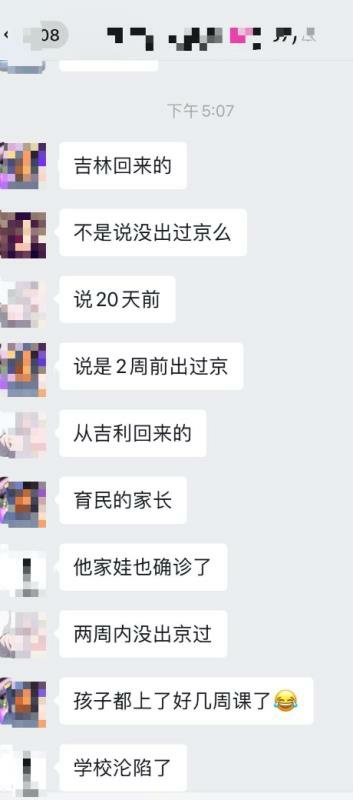 08
下午5:07
吉林回来的
不是说没出过京么
说20天前
说是2周前出过京
从吉利回来的
育民的家长
他家娃也确诊了
两周内没出京过
孩子都上了好几周课了😂
学校沦陷了